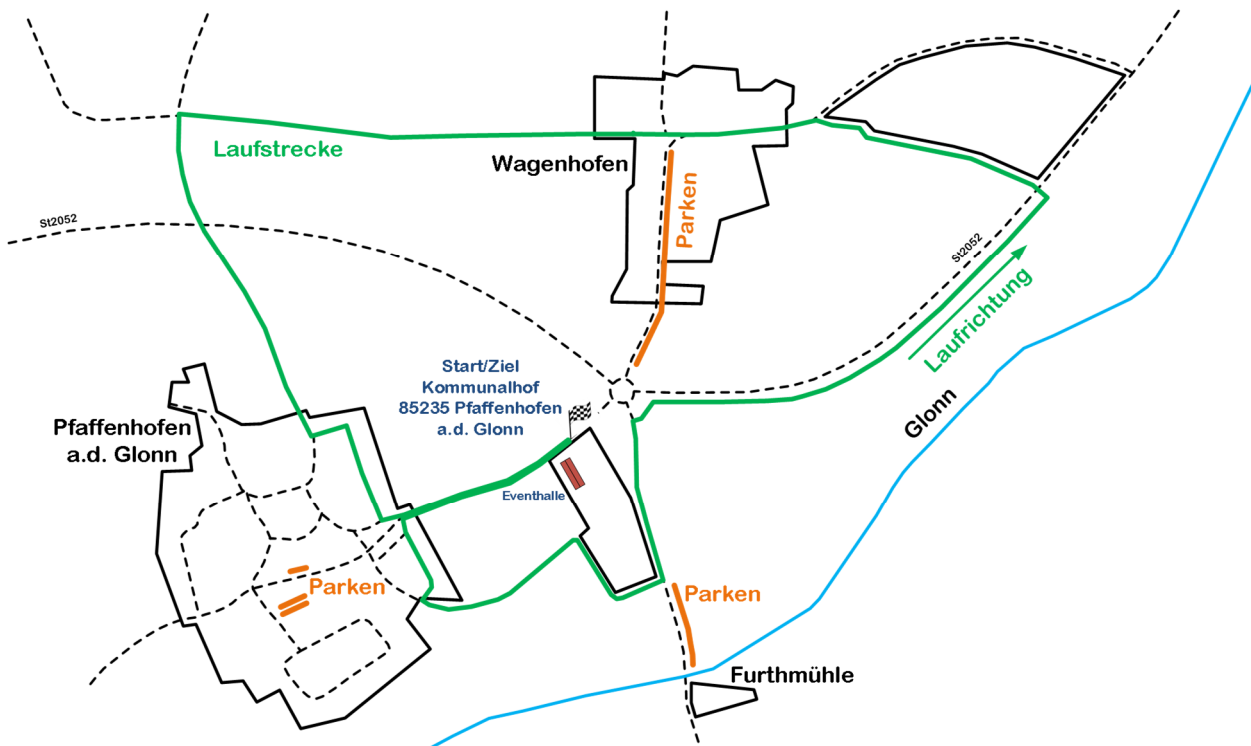 Laufstrecke
Wagenhofen
Parken
St2052
St2052
Laufrichtung
Start/Ziel
Kommunalhof
85235 Pfaffenhofen
a.d. Glonn
Glonn
Pfaffenhofen
a.d. Glonn
Eventhalle
Parken
Parken
Furthmühle